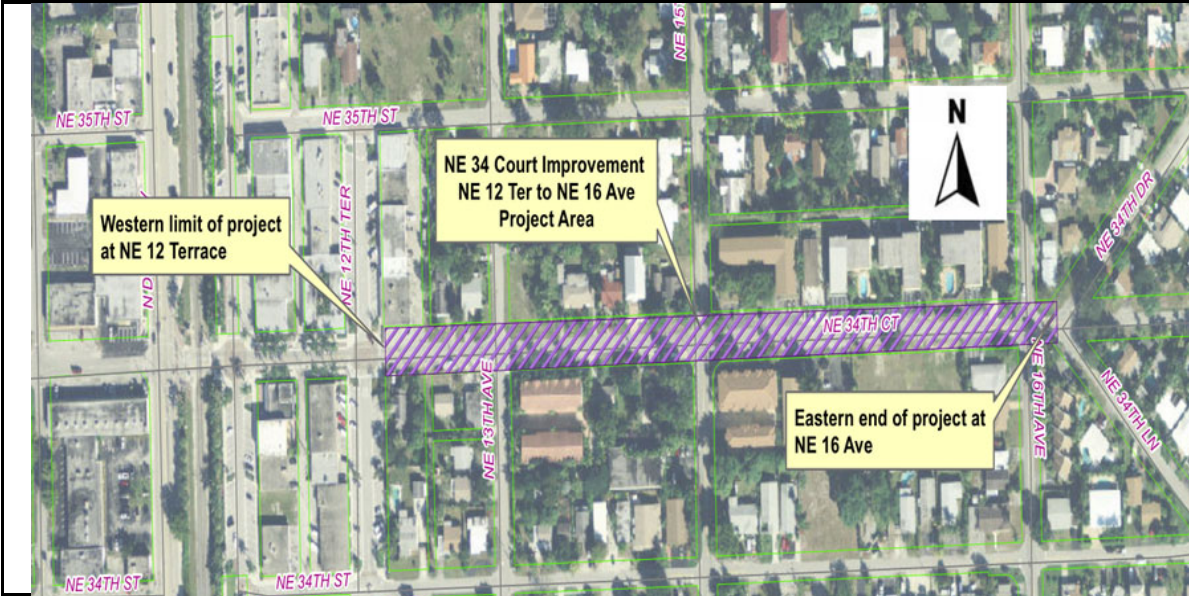 NE 15
N
NE 35TH ST
NE 35TH ST
NE 34 Court Improvement
NE 12 Ter to NE 16 Ave
Project Area
NE 34TH DR
Western limit of project
at NE 12 Terrace
NE 12TH TER
N D
NE 34TH CT
NE 13TH AVE
NE 16TH AVE
NE 34TH LN
Eastern end of project at
NE 16 Ave
NE 34TH ST
NE 34TH ST